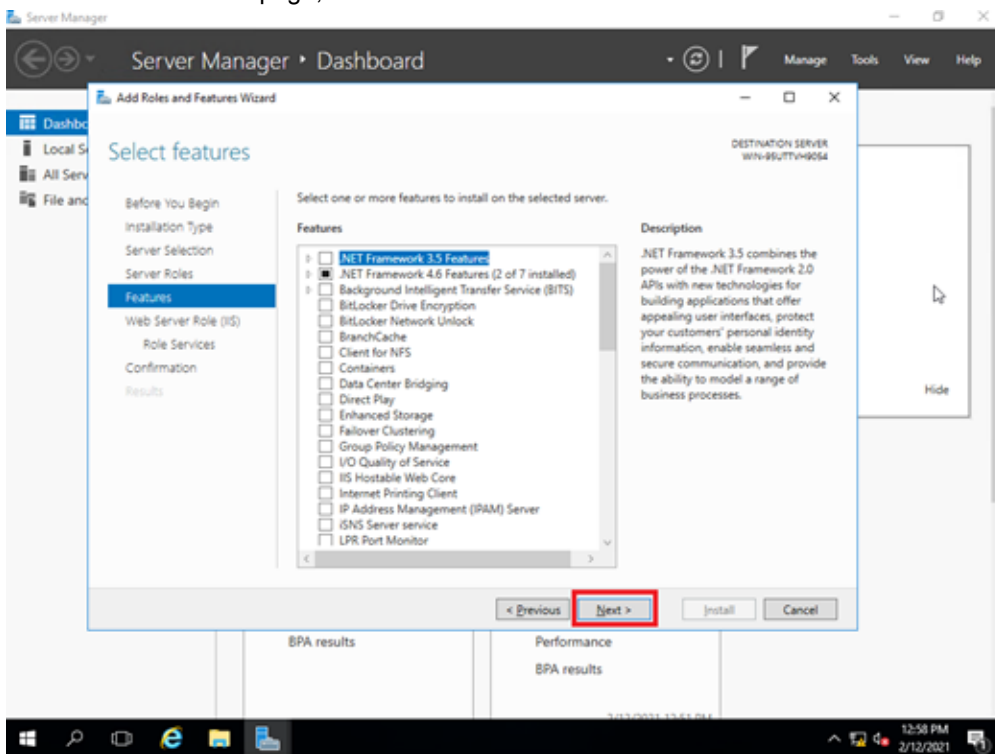 Server Manager
Server Manager • Dashboard
Manage Tools View Help
Add Roles and Features Wizard
Select features
DESTINATION SERVER
WIN-95UTTVH9O54
Local
All Serv
File and
Before You Begin
Installation Type
Server Selection
Server Roles
Features
Web Server Role (IIS)
Role Services
Confirmation
Results
Select one or more features to install on the selected server.
Features
.NET Framework 3.5 Features
.NET Framework 4.6 Features (2 of 7 installed)
Background Intelligent Transfer Service (BITS)
BitLocker Drive Encryption
BitLocker Network Unlock
BranchCache
Client for NFS
Containers
Data Center Bridging
Direct Play
Enhanced Storage
Failover Clustering
Group Policy Management
I/O Quality of Service
IIS Hostable Web Core
Internet Printing Client
IP Address Management (IPAM) Server
iSNS Server service
LPR Port Monitor
Description
.NET Framework 3.5 combines the
power of the .NET Framework 2.0
APIs with new technologies for
building applications that offer
appealing user interfaces, protect
your customers' personal identity
information, enable seamless and
secure communication, and provide
the ability to model a range of
business processes.
Hide
< Previous
Next >
Install
Cancel
BPA results
Performance
BPA results
12:58 PM
2/12/2021